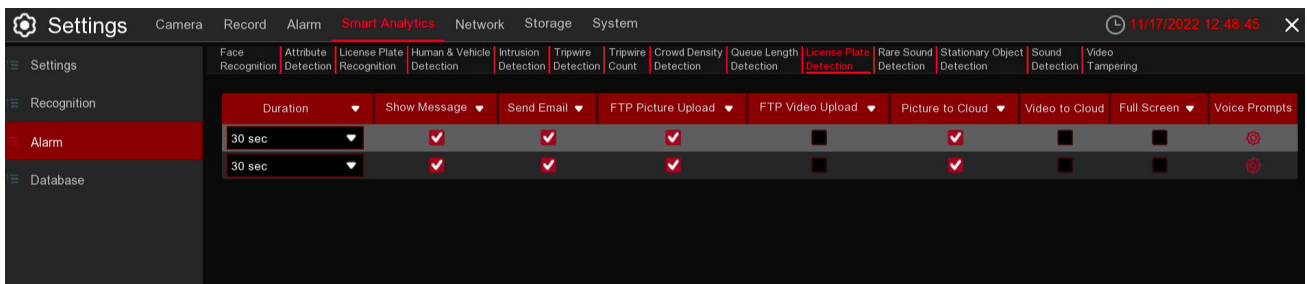 Settings Camera Record Alarm Smart Analytics Network Storage System 11/17/2022 12:48:45
Face Attribute License Plate Human & Vehicle Intrusion Tripwire Tripwire Crowd Density Queue Length License Plate Rare Sound Stationary Object Sound Video
Recognition Detection Recognition Detection Detection Detection Count Detection Detection Detection Detection Detection Detection Tampering
Settings
Recognition
Alarm
Database
Duration Show Message Send Email FTP Picture Upload FTP Video Upload Picture to Cloud Video to Cloud Full Screen Voice Prompts
30 sec
30 sec